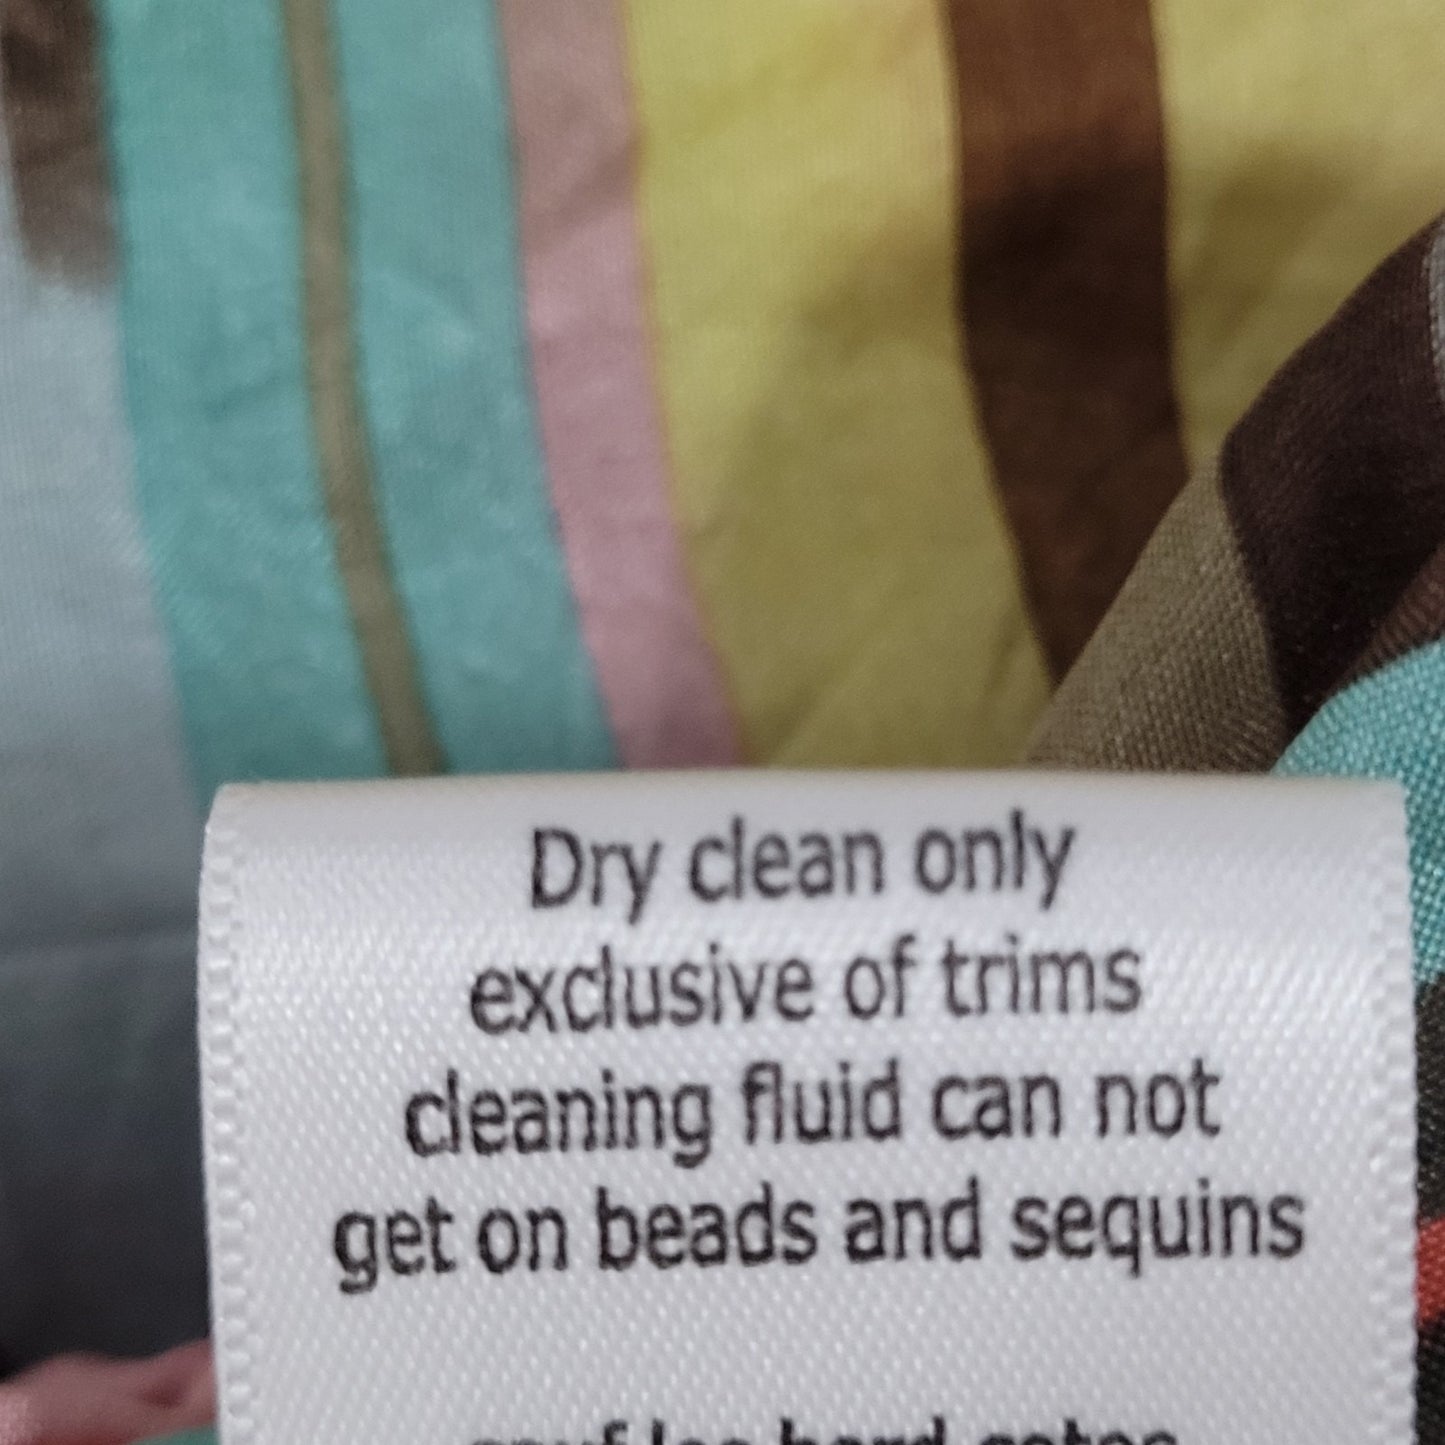 Dry clean only
exclusive of trims
cleaning fluid can not
get on beads and sequins